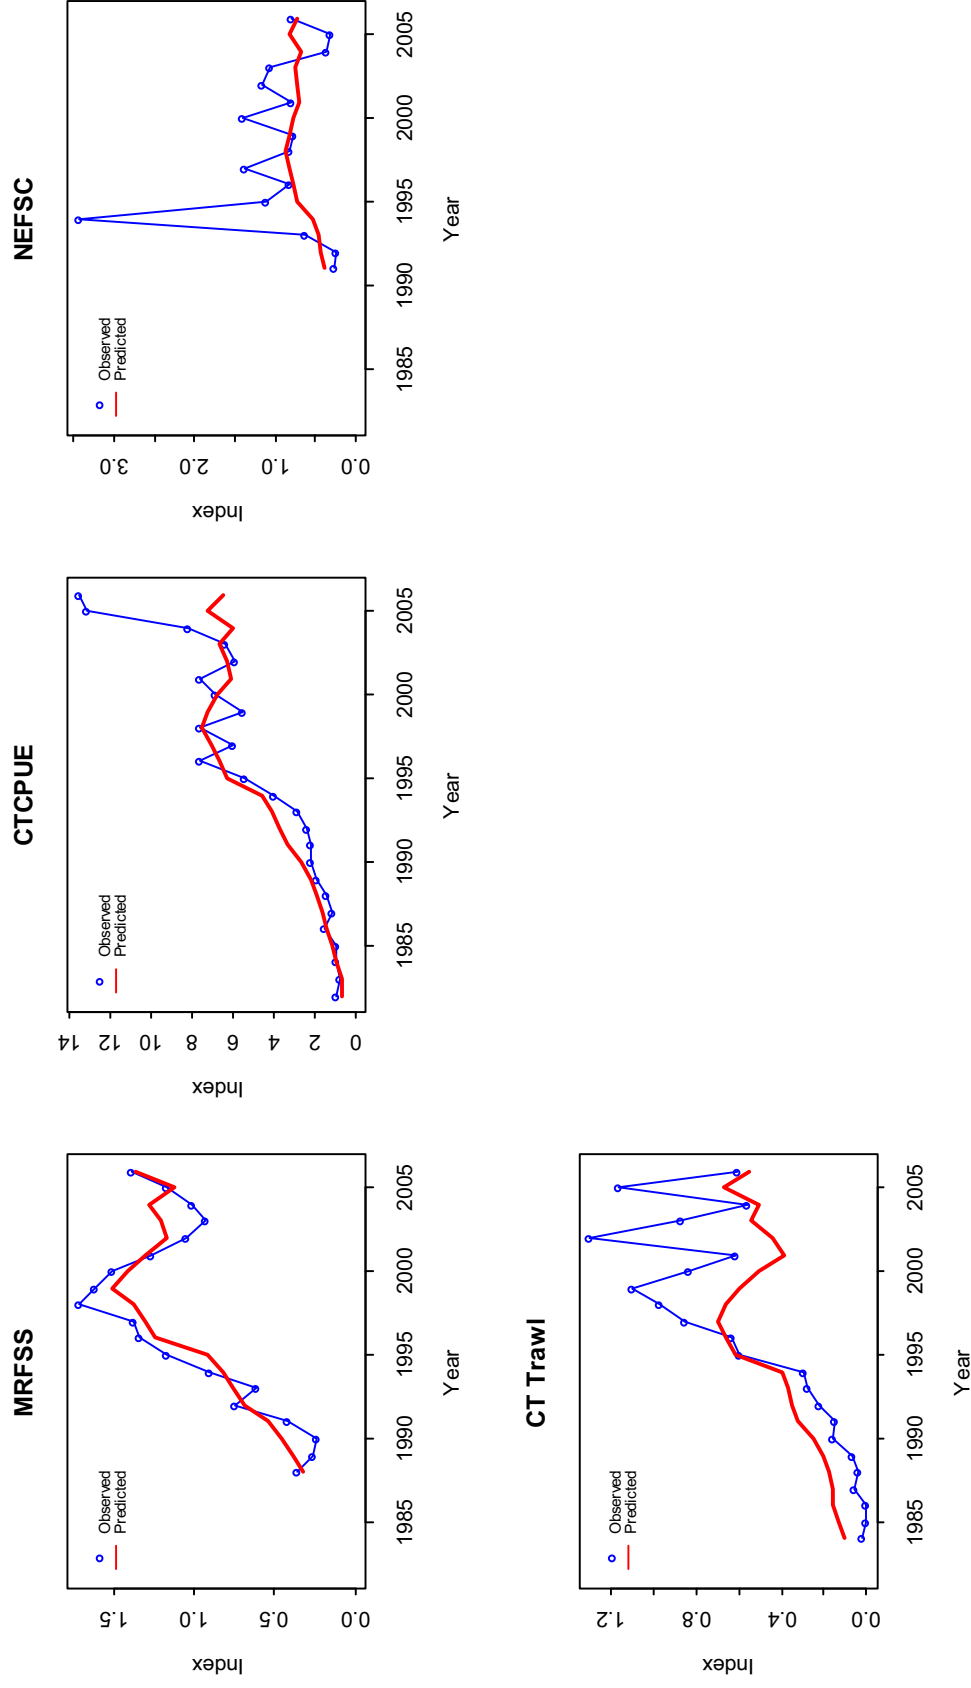 MRFSS
Observed
Predicted
Index
0.0 0.5 1.0 1.5
1985 1990 1995 2000 2005
Year
CTCPUE
Observed
Predicted
Index
0 2 4 6 8 10 12 14
1985 1990 1995 2000 2005
Year
NEFSC
Observed
Predicted
Index
0.0 1.0 2.0 3.0
1985 1990 1995 2000 2005
Year
CT Trawl
Observed
Predicted
Index
0.0 0.4 0.8 1.2
1985 1990 1995 2000 2005
Year